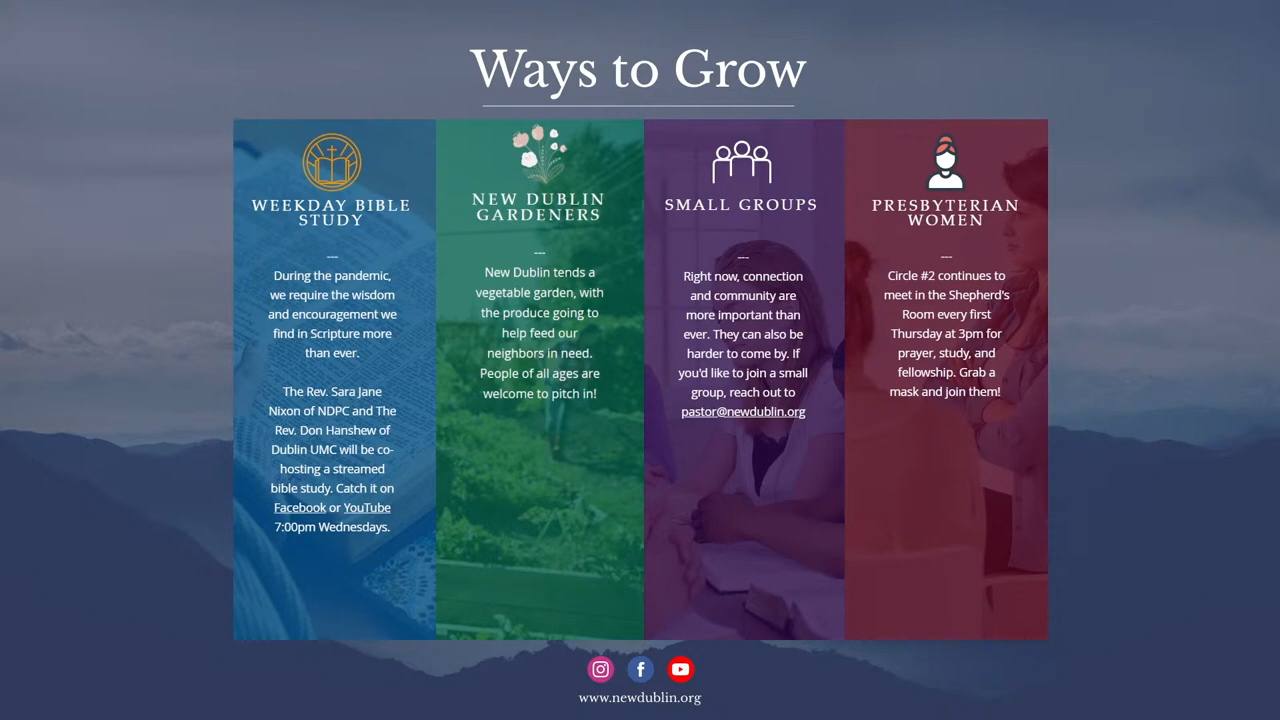 Ways to Grow
WEEKDAY BIBLE
STUDY
---
During the pandemic,
we require the wisdom
and encouragement we
find in Scripture more
than ever.
The Rev. Sara Jane
Nixon of NDPC and The
Rev. Don Hanshew of
Dublin UMC will be co-
hosting a streamed
bible study. Catch it on
Facebook or YouTube
7:00pm Wednesdays.
NEW DUBLIN
GARDENERS
---
New Dublin tends a
vegetable garden, with
the produce going to
help feed our
neighbors in need.
People of all ages are
welcome to pitch in!
SMALL GROUPS
---
Right now, connection
and community are
more important than
ever. They can also be
harder to come by. If
you'd like to join a small
group, reach out to
pastor@newdublin.org
PRESBYTERIAN
WOMEN
---
Circle #2 continues to
meet in the Shepherd's
Room every first
Thursday at 3pm for
prayer, study, and
fellowship. Grab a
mask and join them!
www.newdublin.org